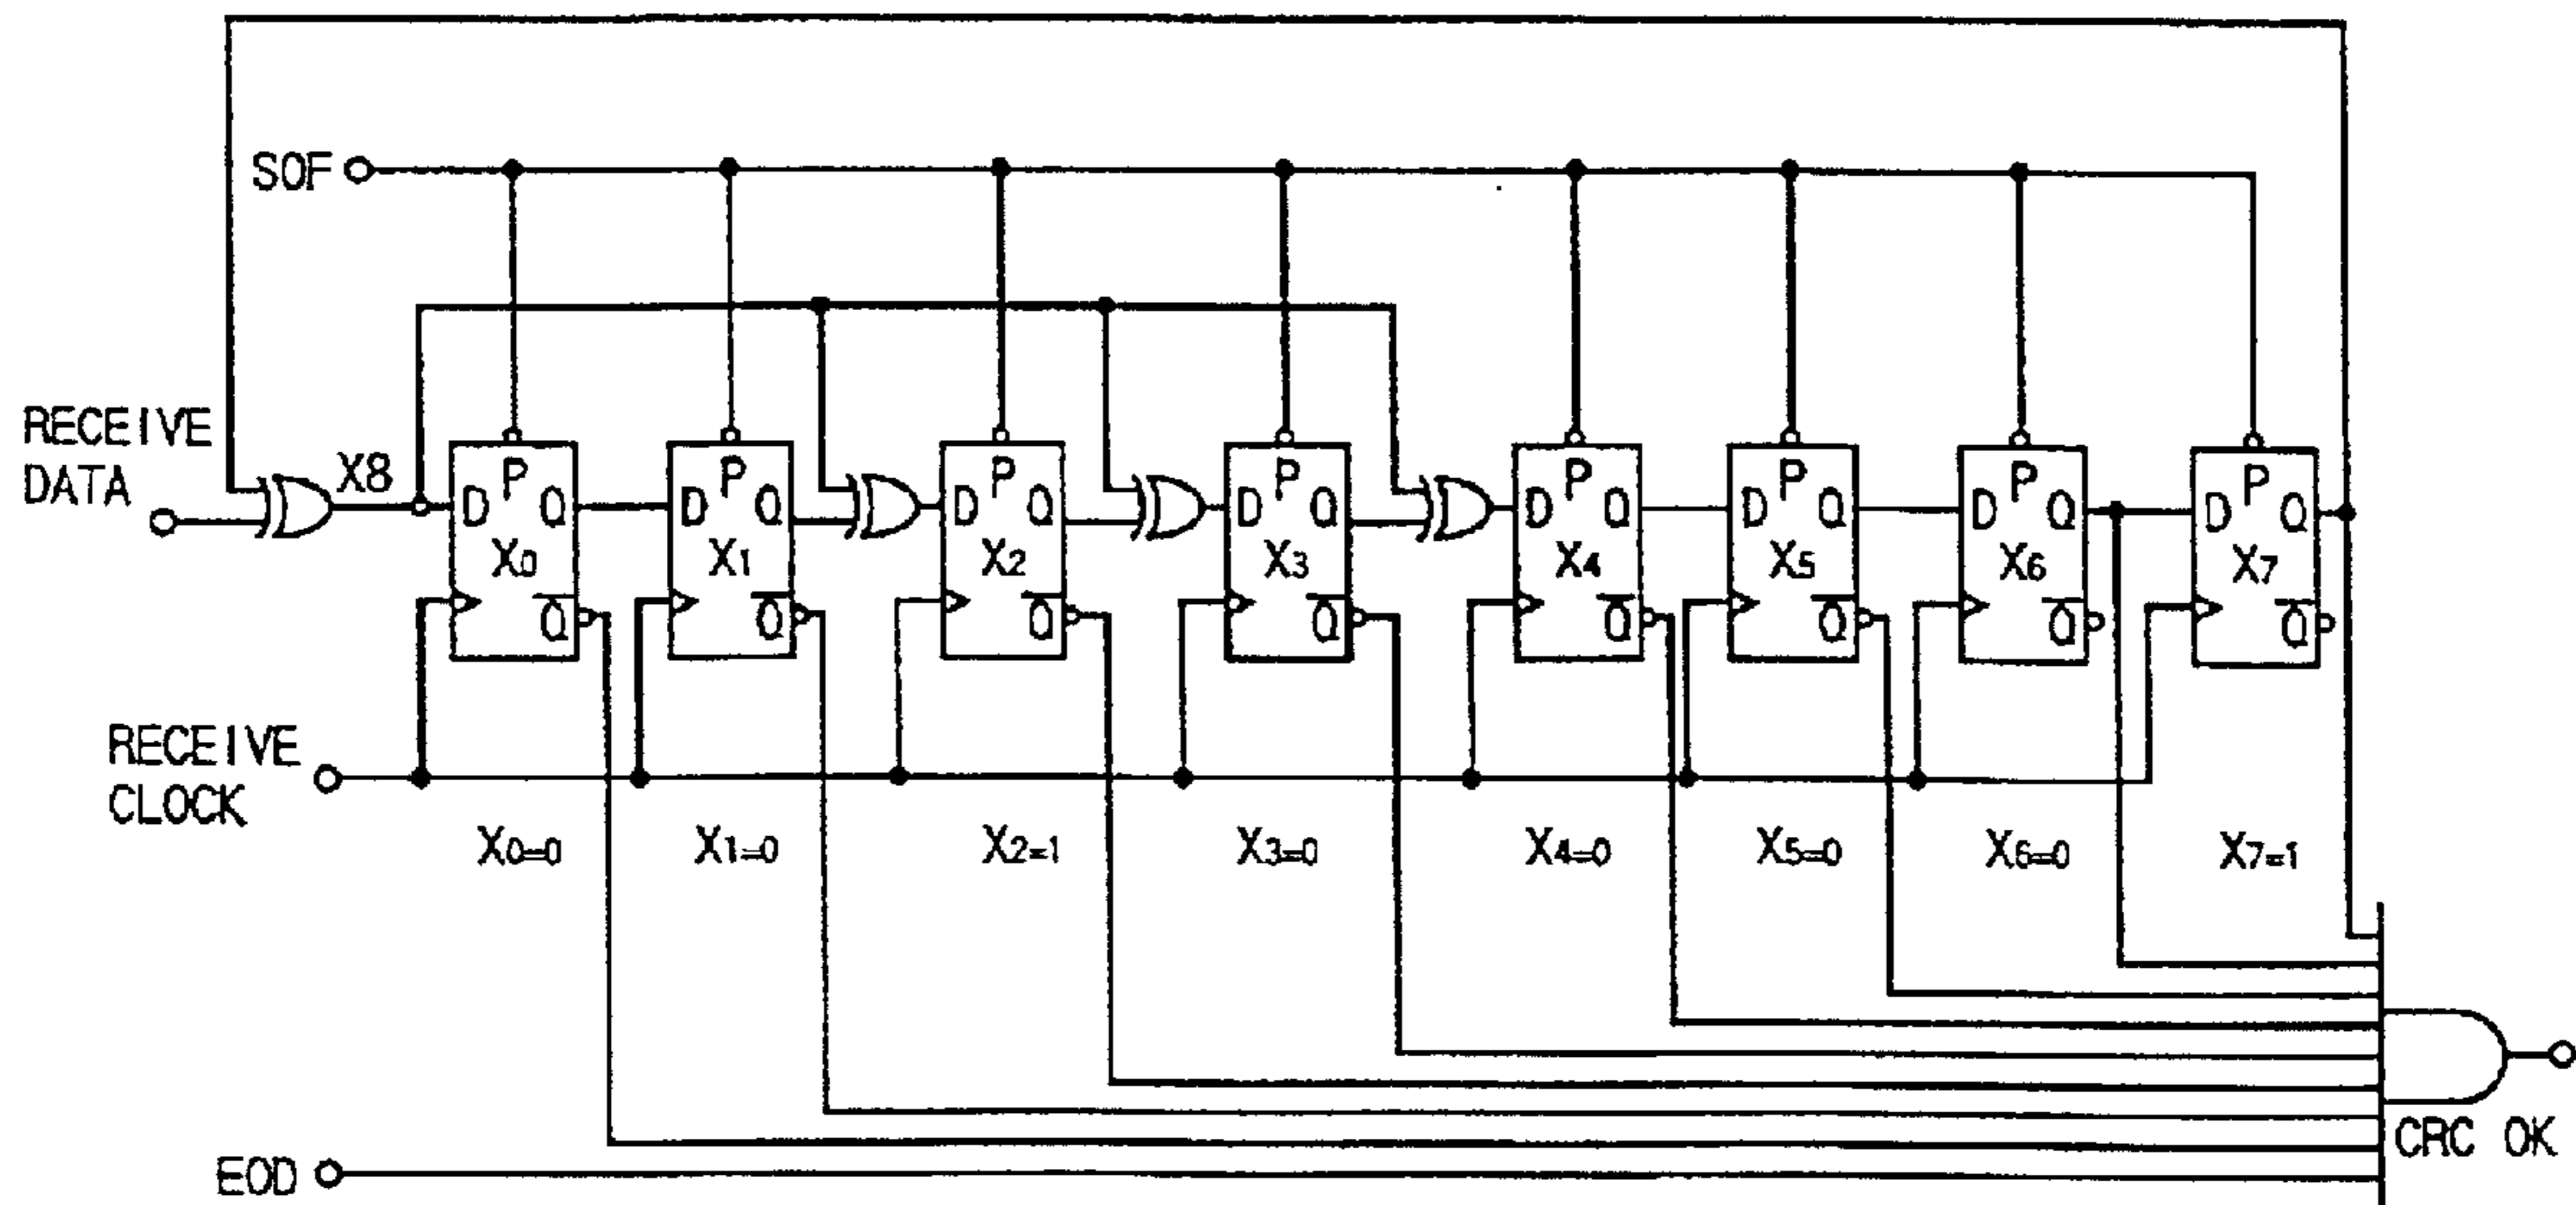 SOF
RECEIVE
DATA
X8
P P P P P P P P
D Q D Q D Q D Q D Q D Q D Q D Q
X0 X1 X2 X3 X4 X5 X6 X7
Q̅ Q̅ Q̅ Q̅ Q̅ Q̅ Q̅ Q̅
RECEIVE
CLOCK
X0=0 X1=0 X2=1 X3=0 X4=0 X5=0 X6=0 X7=1
CRC OK
EOD